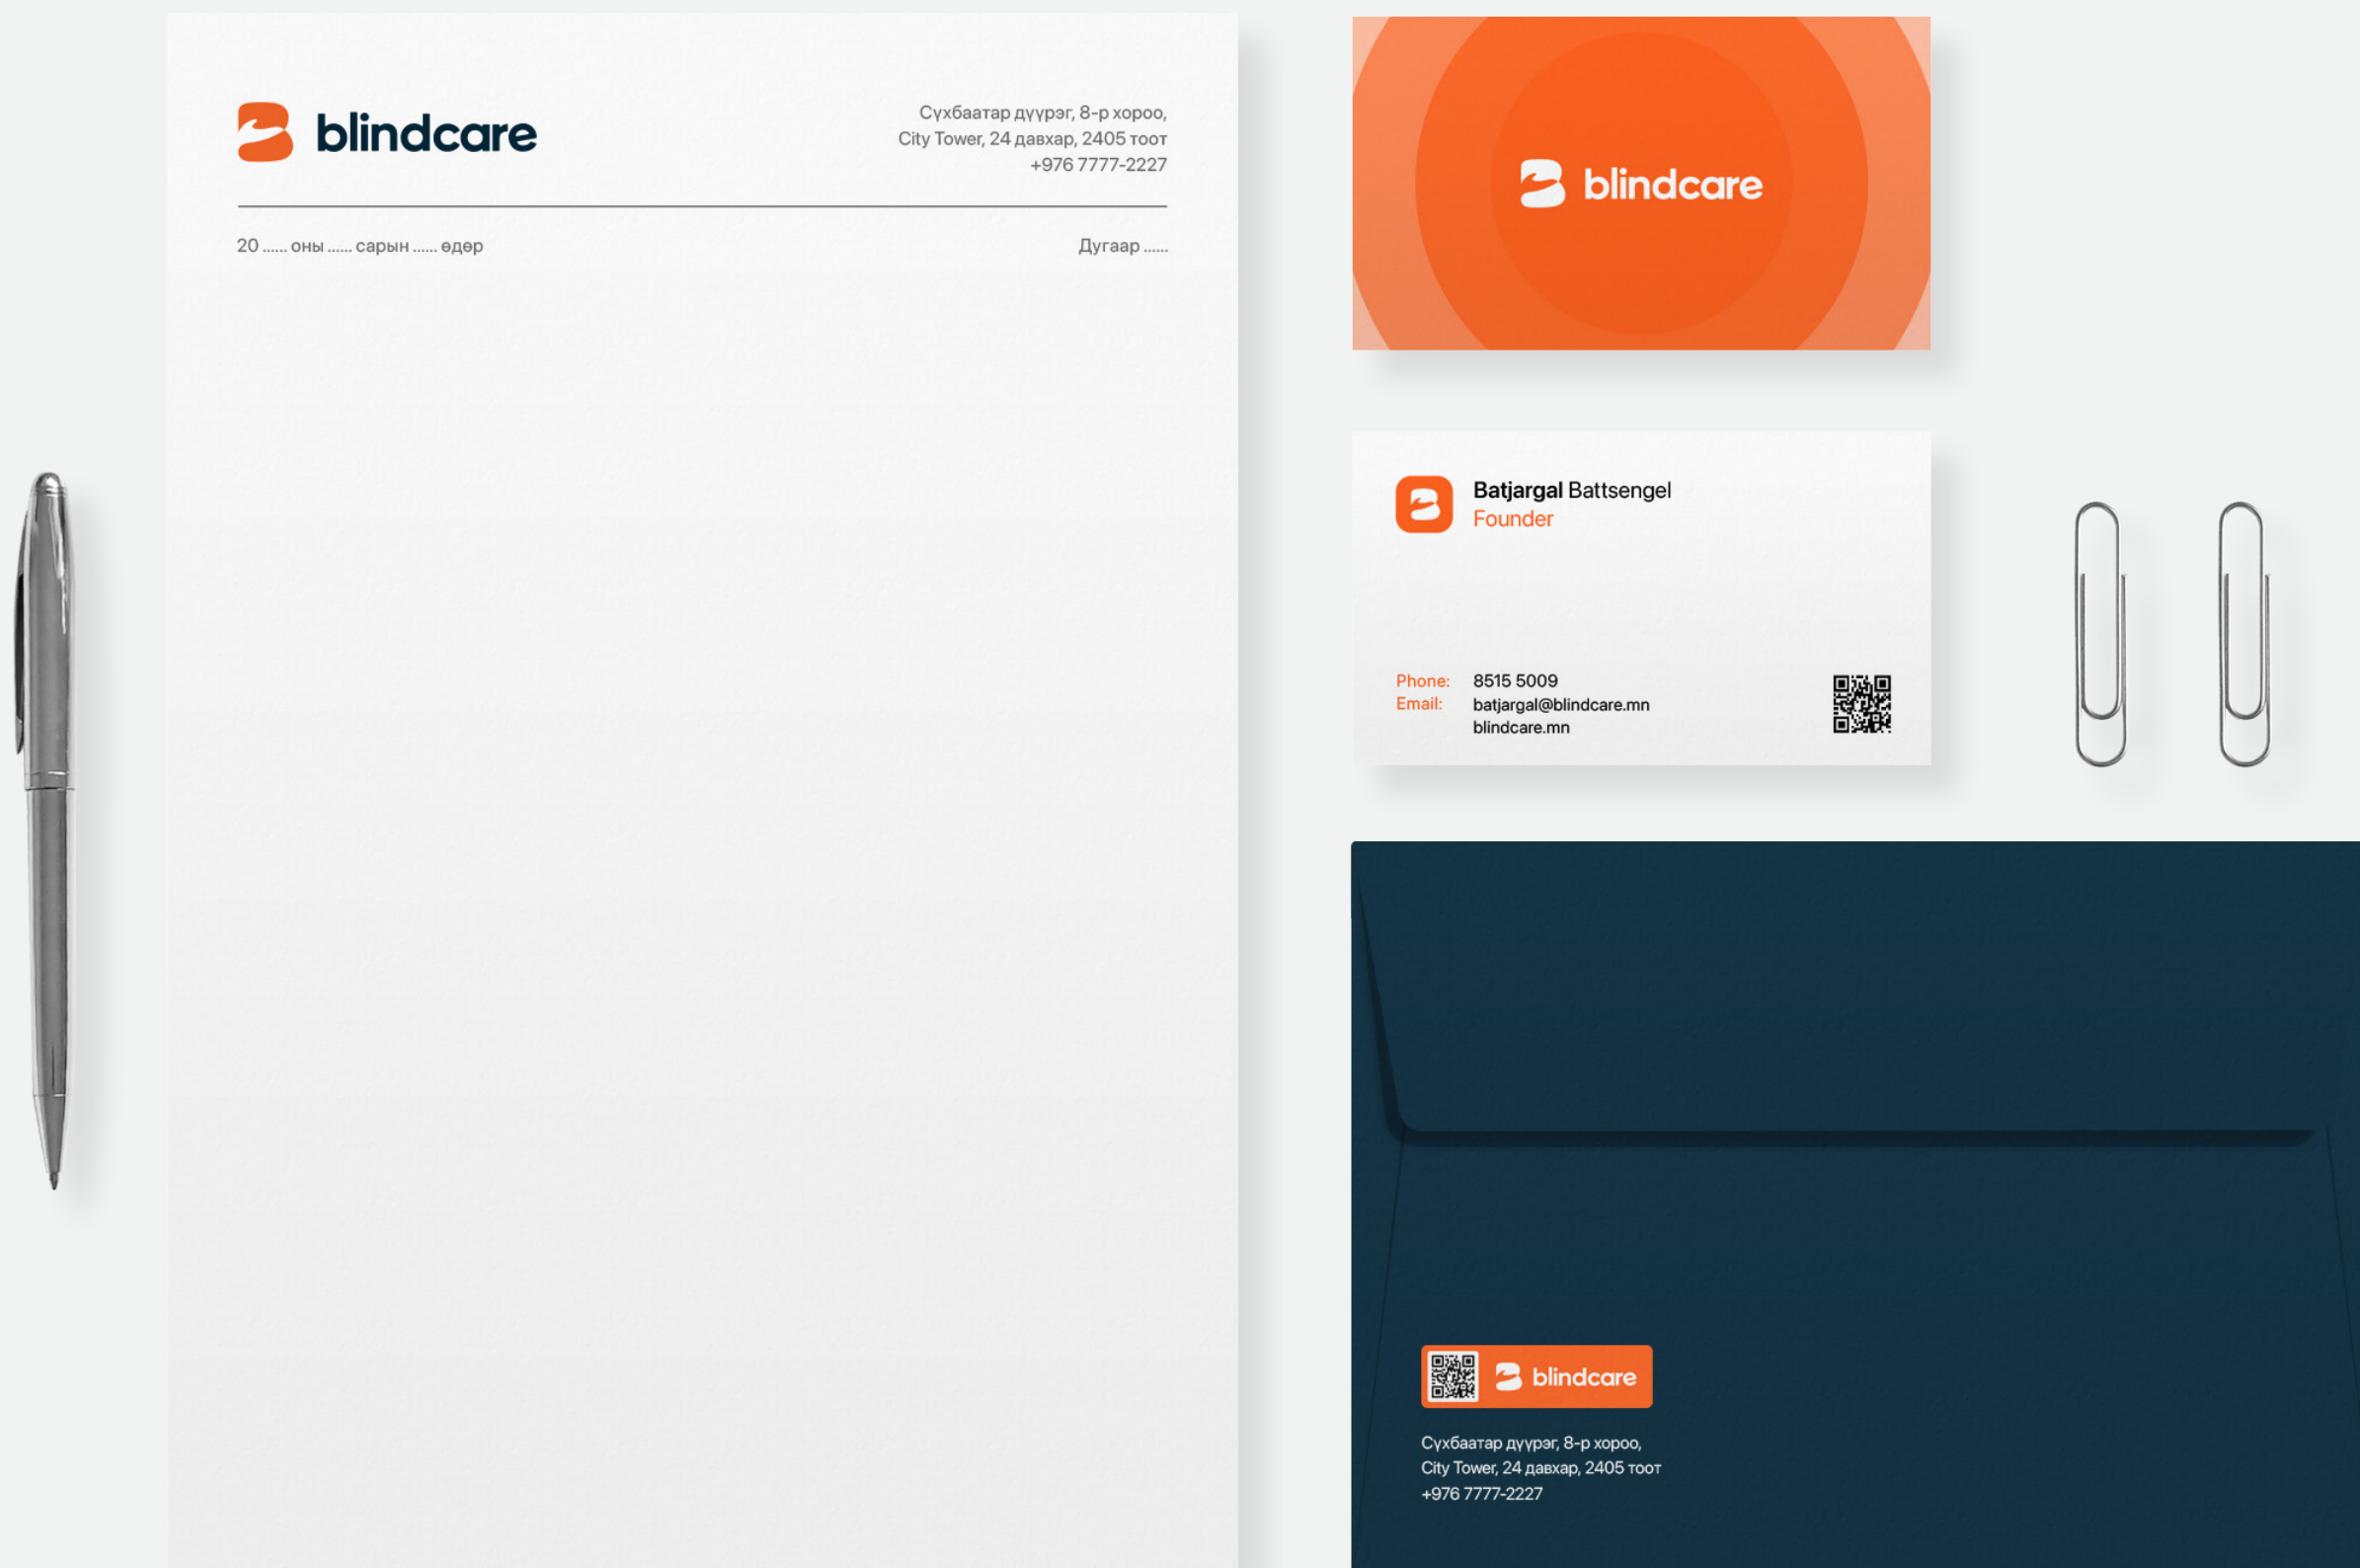 blindcare
Сүхбаатар дүүрэг, 8-р хороо,
City Tower, 24 давхар, 2405 тоот
+976 7777-2227
20 ...... оны ...... сарын ...... өдөр
Дугаар ......
blindcare
Batjargal Battsengel
Founder
Phone: 8515 5009
Email: batjargal@blindcare.mn
blindcare.mn
blindcare
Сүхбаатар дүүрэг, 8-р хороо,
City Tower, 24 давхар, 2405 тоот
+976 7777-2227